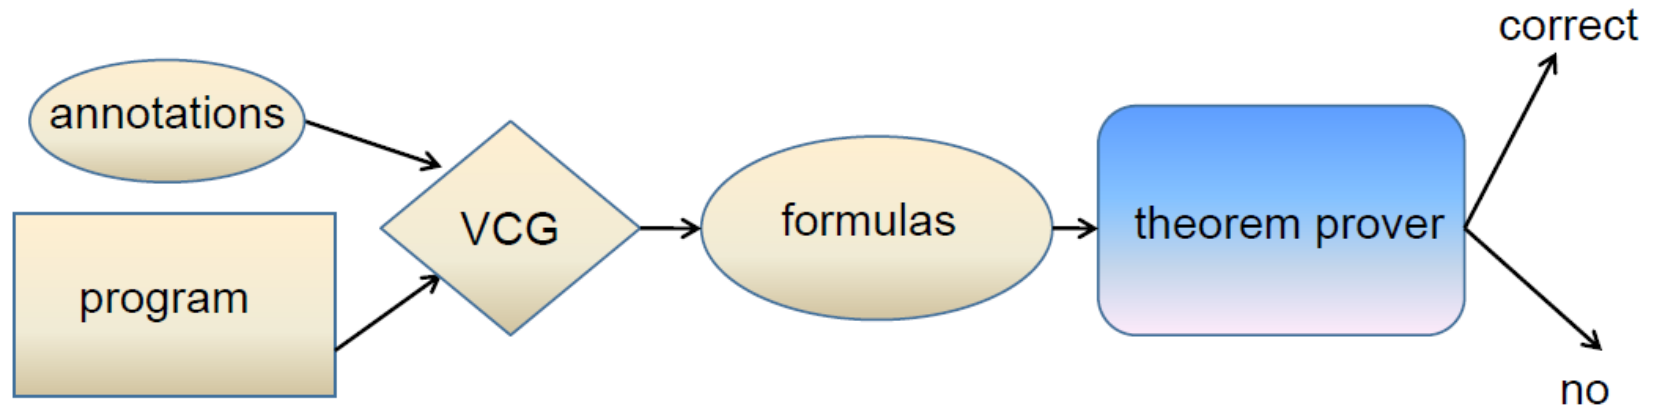 annotations
program
VCG
formulas
theorem prover
correct
no